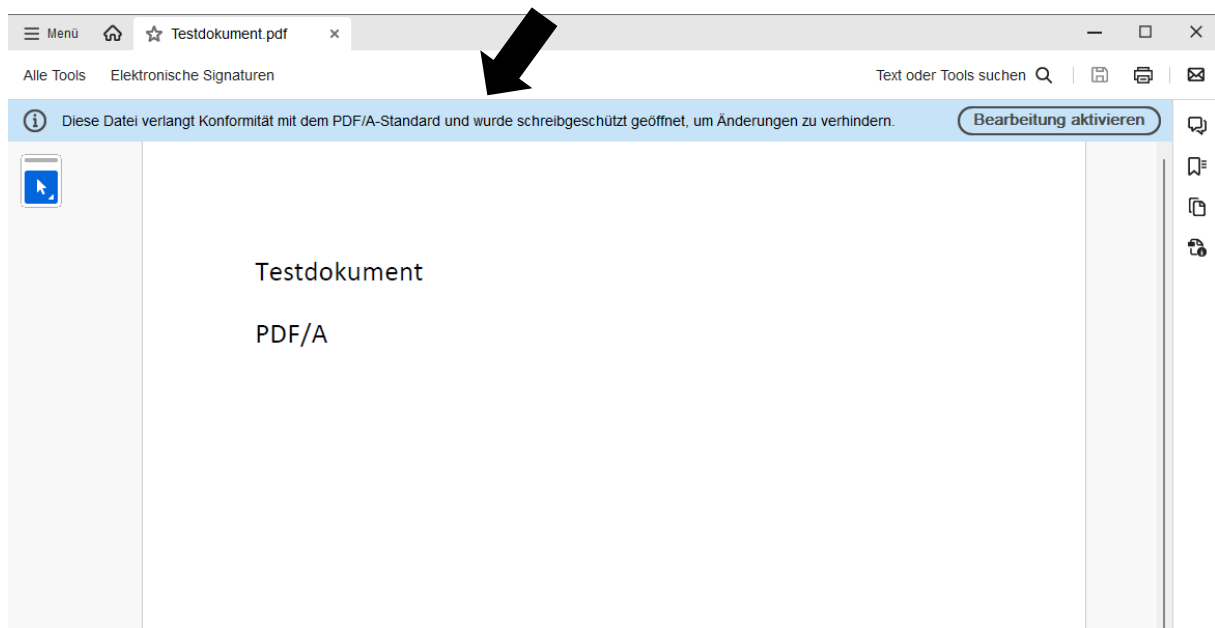 Menü Testdokument.pdf
Alle Tools Elektronische Signaturen Text oder Tools suchen
Diese Datei verlangt Konformität mit dem PDF/A-Standard und wurde schreibgeschützt geöffnet, um Änderungen zu verhindern. Bearbeitung aktivieren
Testdokument
PDF/A